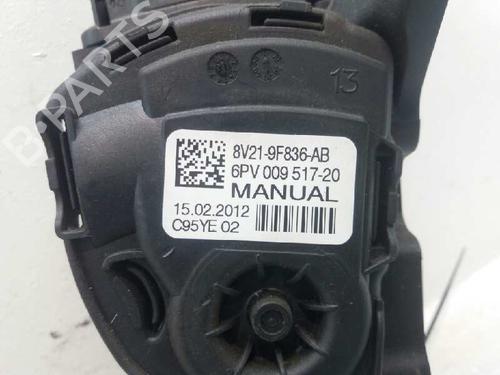 B-PARTS
13
8V21-9F836-AB
6PV 009 517-20
MANUAL
15.02.2012
C95YE 02